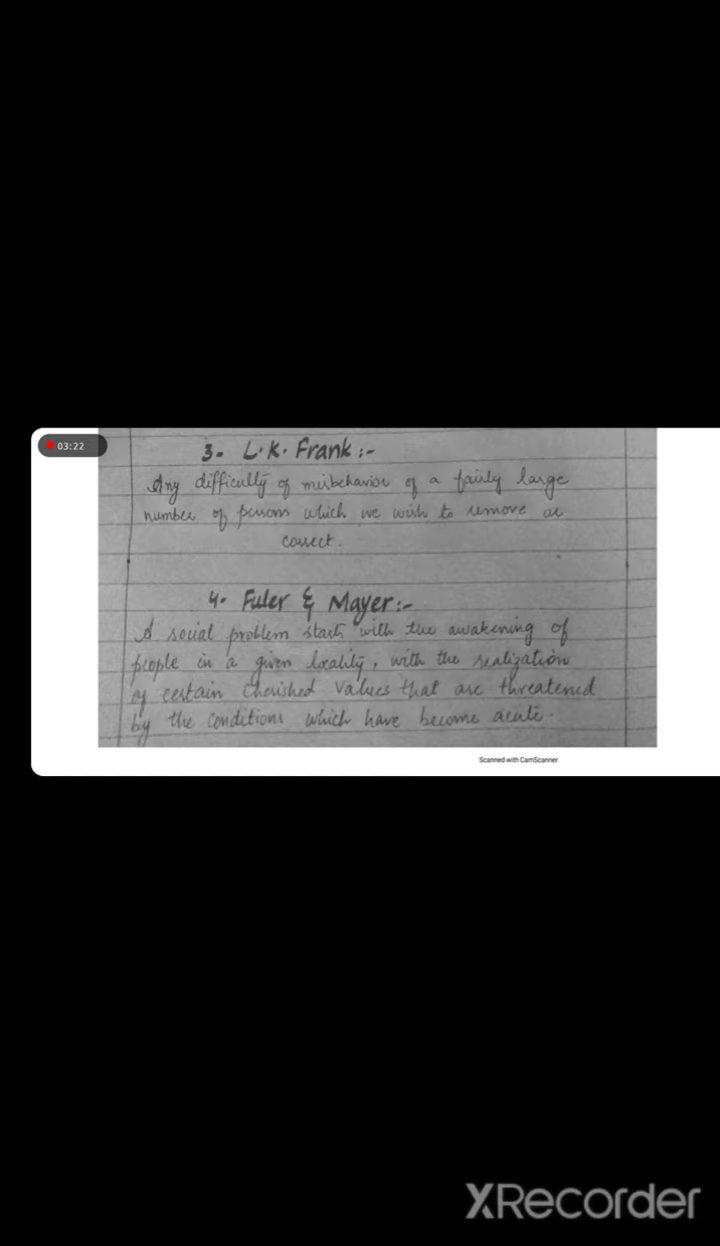 03:22
3- L.K. Frank :-
Any difficulty of misbehavior of a fairly large
number of persons which we wish to remove or
correct.
4- Fuler & Mayer:-
A social problem starts with the awakening of
people in a given locality, with the realization
of certain Cherished Values that are threatened
by the conditions which have become acute.
Scanned with CamScanner
XRecorder